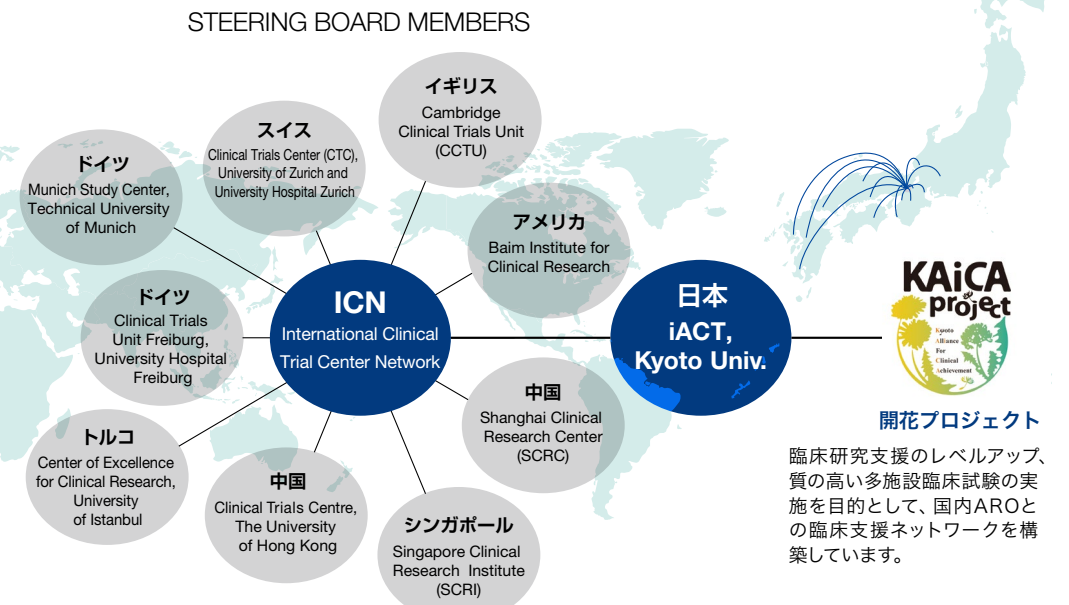 STEERING BOARD MEMBERS
イギリス
Cambridge
Clinical Trials Unit
(CCTU)
スイス
Clinical Trials Center (CTC),
University of Zurich and
University Hospital Zurich
ドイツ
Munich Study Center,
Technical University
of Munich
アメリカ
Baim Institute for
Clinical Research
ドイツ
Clinical Trials
Unit Freiburg,
University Hospital
Freiburg
ICN
International Clinical
Trial Center Network
日本
iACT,
Kyoto Univ.
中国
Shanghai Clinical
Research Center
(SCRC)
トルコ
Center of Excellence
for Clinical Research,
University
of Istanbul
中国
Clinical Trials Centre,
The University
of Hong Kong
シンガポール
Singapore Clinical
Research Institute
(SCRI)
KAiCA
project
Kyoto
Alliance
For
Clinical
Achievement
開花プロジェクト
臨床研究支援のレベルアップ、
質の高い多施設臨床試験の実
施を目的として、国内AROと
の臨床支援ネットワークを構
築しています。